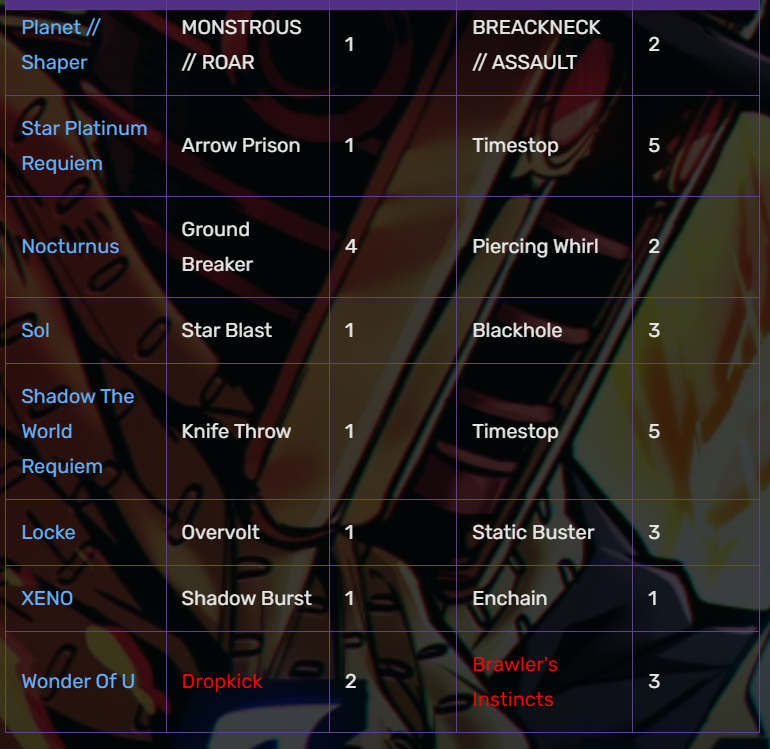 Planet // Shaper
MONSTROUS // ROAR
1
BREACKNECK // ASSAULT
2
Star Platinum Requiem
Arrow Prison
1
Timestop
5
Nocturnus
Ground Breaker
4
Piercing Whirl
2
Sol
Star Blast
1
Blackhole
3
Shadow The World Requiem
Knife Throw
1
Timestop
5
Locke
Overvolt
1
Static Buster
3
XENO
Shadow Burst
1
Enchain
1
Wonder Of U
Dropkick
2
Brawler's Instincts
3